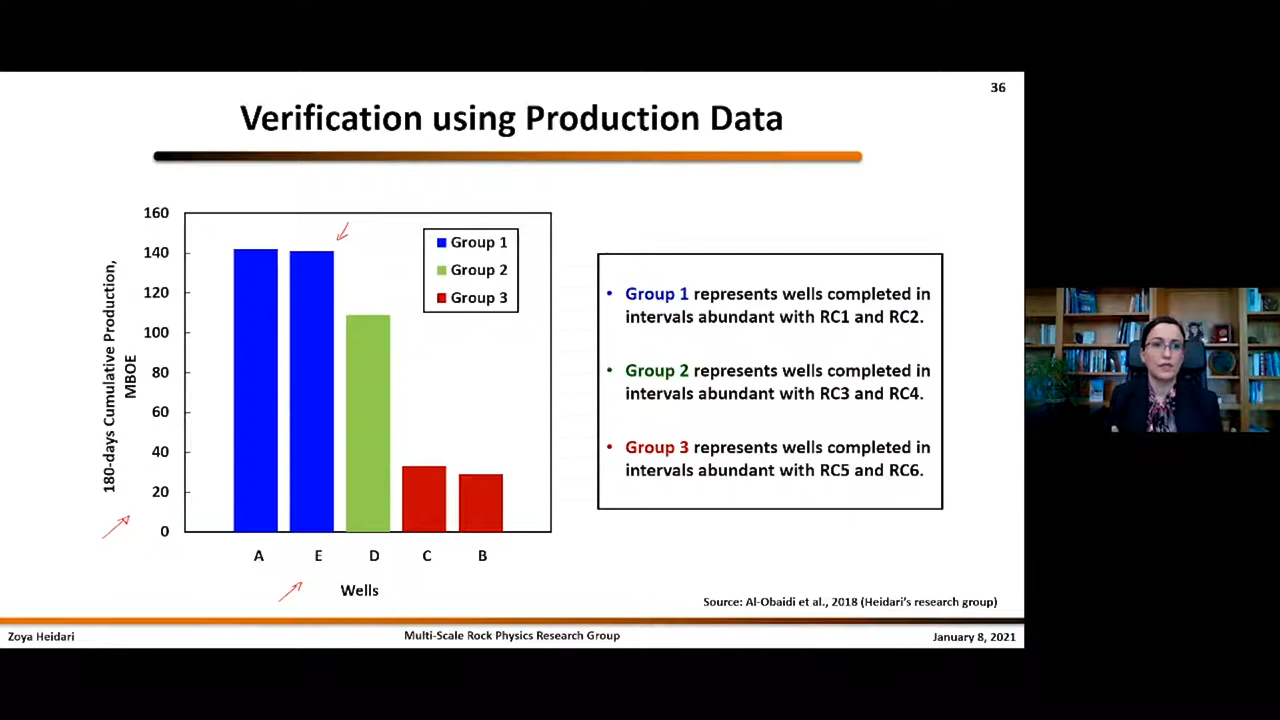 36
Verification using Production Data
160
140
120
100
80
60
40
20
0
180-days Cumulative Production,
MBOE
Group 1
Group 2
Group 3
A E D C B
Wells
• Group 1 represents wells completed in
intervals abundant with RC1 and RC2.
• Group 2 represents wells completed in
intervals abundant with RC3 and RC4.
• Group 3 represents wells completed in
intervals abundant with RC5 and RC6.
Source: Al-Obaidi et al., 2018 (Heidari's research group)
Zoya Heidari
Multi-Scale Rock Physics Research Group
January 8, 2021